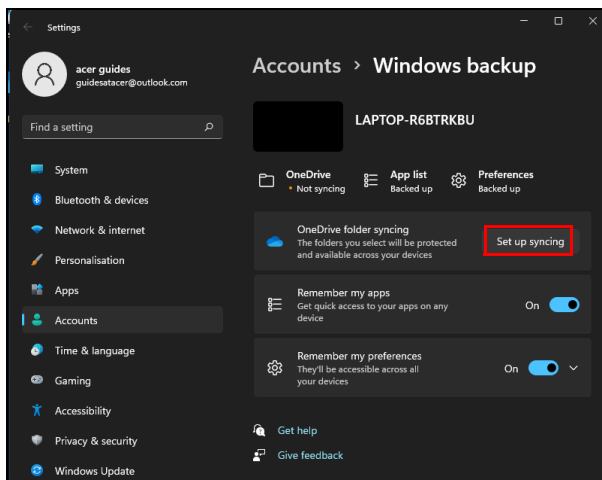 Settings
acer guides
guidesatacer@outlook.com
Find a setting
System
Bluetooth & devices
Network & internet
Personalisation
Apps
Accounts
Time & language
Gaming
Accessibility
Privacy & security
Windows Update
Accounts > Windows backup
LAPTOP-R6BTRKBU
OneDrive
Not syncing
App list
Backed up
Preferences
Backed up
OneDrive folder syncing
The folders you select will be protected
and available across your devices
Set up syncing
Remember my apps
Get quick access to your apps on any
device
On
Remember my preferences
They'll be accessible across all
your devices
On
Get help
Give feedback